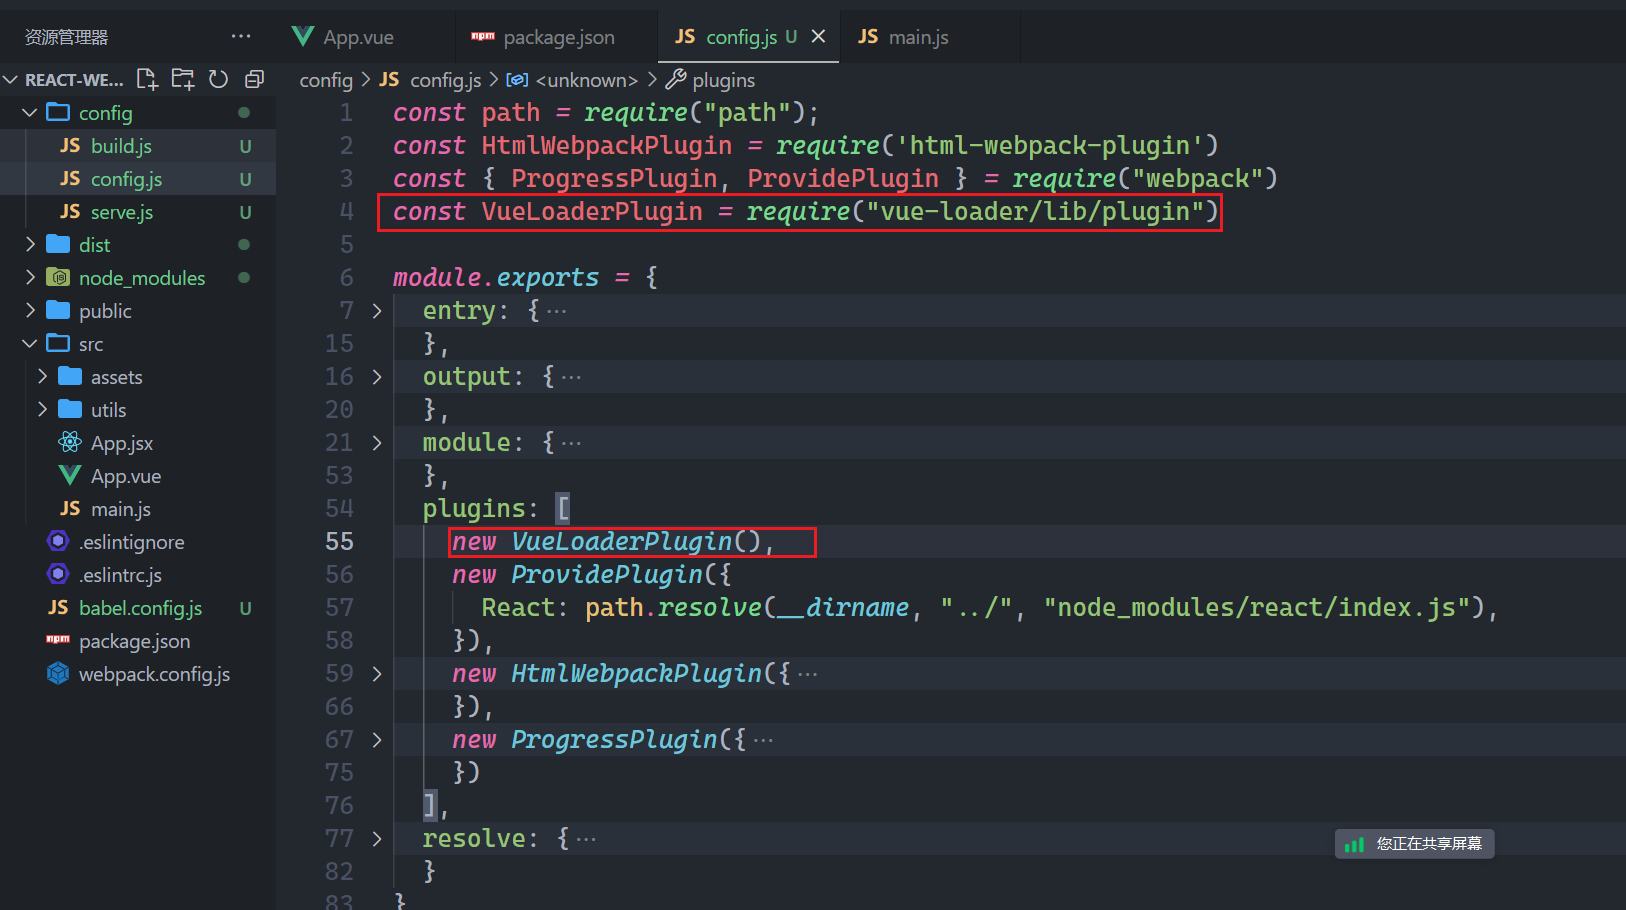 资源管理器 ···
App.vue
package.json
JS config.js U ×
JS main.js
REACT-WE...
config
JS build.js U
JS config.js U
JS serve.js U
dist
node_modules
public
src
assets
utils
App.jsx
App.vue
JS main.js
.eslintignore
.eslintrc.js
JS babel.config.js U
package.json
webpack.config.js
config > JS config.js > <unknown> > plugins
1 const path = require("path");
2 const HtmlWebpackPlugin = require('html-webpack-plugin')
3 const { ProgressPlugin, ProvidePlugin } = require("webpack")
4 const VueLoaderPlugin = require("vue-loader/lib/plugin")
5
6 module.exports = {
7 > entry: {···
15 },
16 > output: {···
20 },
21 > module: {···
53 },
54 plugins: [
55 new VueLoaderPlugin(),
56 new ProvidePlugin({
57 React: path.resolve(__dirname, "../", "node_modules/react/index.js"),
58 }),
59 > new HtmlWebpackPlugin({···
66 }),
67 > new ProgressPlugin({···
75 })
76 ],
77 > resolve: {···
82 }
83 }
您正在共享屏幕